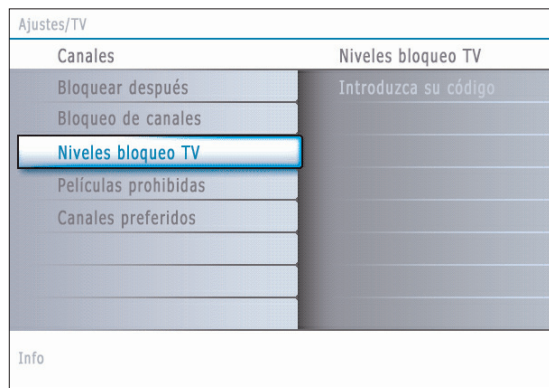 Ajustes/TV
Canales
Niveles bloqueo TV
Bloquear después
Introduzca su código
Bloqueo de canales
Niveles bloqueo TV
Películas prohibidas
Canales preferidos
Info